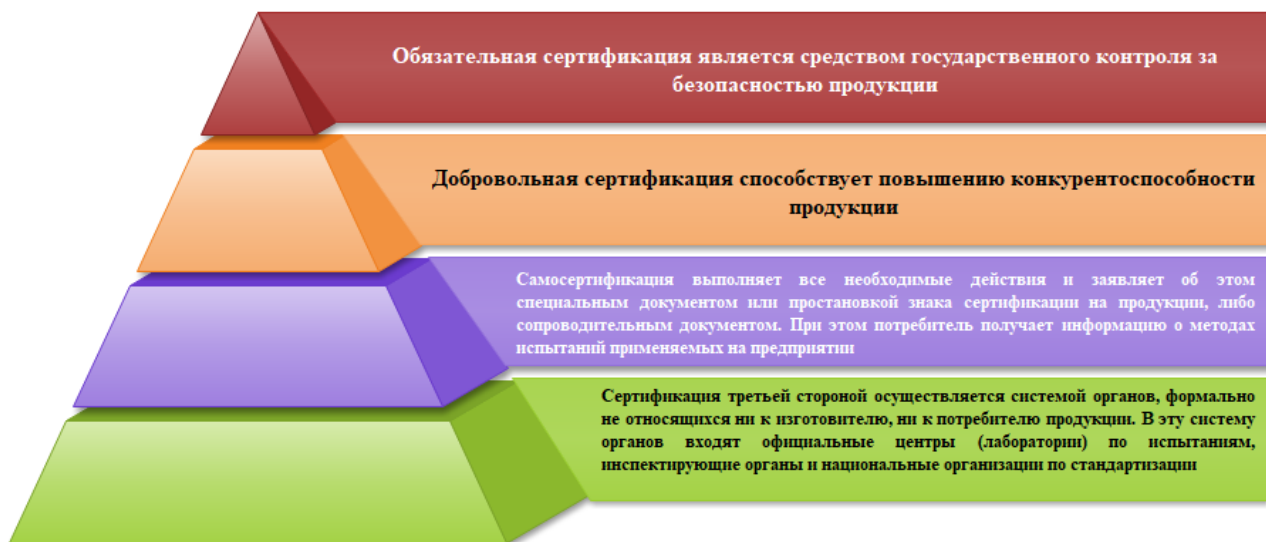 Обязательная сертификация является средством государственного контроля за
безопасностью продукции
Добровольная сертификация способствует повышению конкурентоспособности
продукции
Самосертификация выполняет все необходимые действия и заявляет об этом
специальным документом или простановкой знака сертификации на продукции, либо
сопроводительным документом. При этом потребитель получает информацию о методах
испытаний применяемых на предприятии
Сертификация третьей стороной осуществляется системой органов, формально
не относящихся ни к изготовителю, ни к потребителю продукции. В эту систему
органов входят официальные центры (лаборатории) по испытаниям,
инспектирующие органы и национальные организации по стандартизации